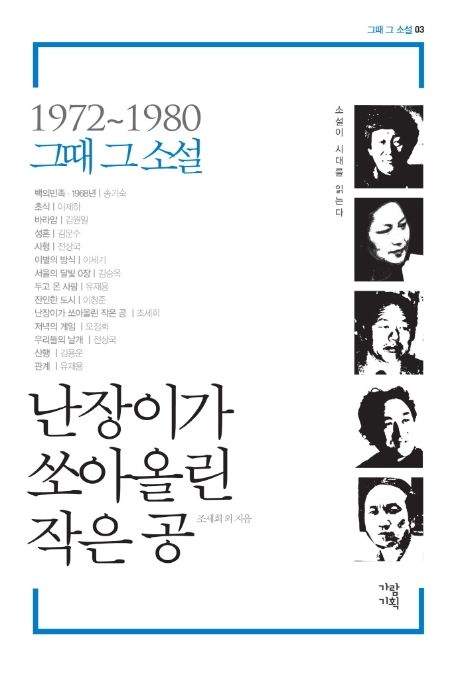 그때 그 소설 03
1972~1980
그때 그 소설
소설이 시대를 읽는다
백의민족·1968년 | 송기숙
초식 | 이제하
바라암 | 김원일
성혼 | 김문수
사형 | 전상국
이별의 방식 | 이세기
서울의 달빛 0장 | 김승옥
두고 온 사람 | 유재용
잔인한 도시 | 이청준
난장이가 쏘아올린 작은 공 | 조세희
저녁의 게임 | 오정희
우리들의 날개 | 전상국
산행 | 김용운
관계 | 유재용
난장이가
쏘아올린
작은 공
조세희 외 지음
가람
기획